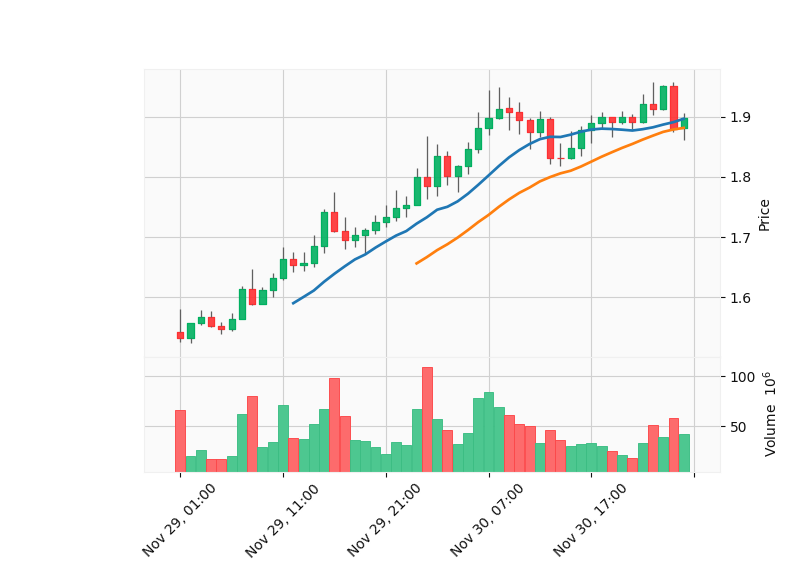 1.9
1.8
1.7
1.6
Price
100
50
Volume 10^6
Nov 29, 01:00
Nov 29, 11:00
Nov 29, 21:00
Nov 30, 07:00
Nov 30, 17:00